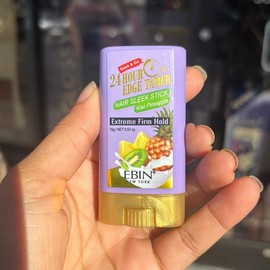 24 HOUR
EDGE TAMER
HAIR SLEEK STICK
Kiwi Pineapple
Extreme Firm Hold
EBIN
NEW YORK